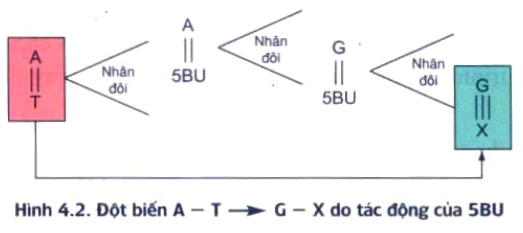 A
T
Nhân
đôi
A
5BU
Nhân
đôi
G
5BU
Nhân
đôi
G
X
Hình 4.2. Đột biến A – T → G – X do tác động của 5BU